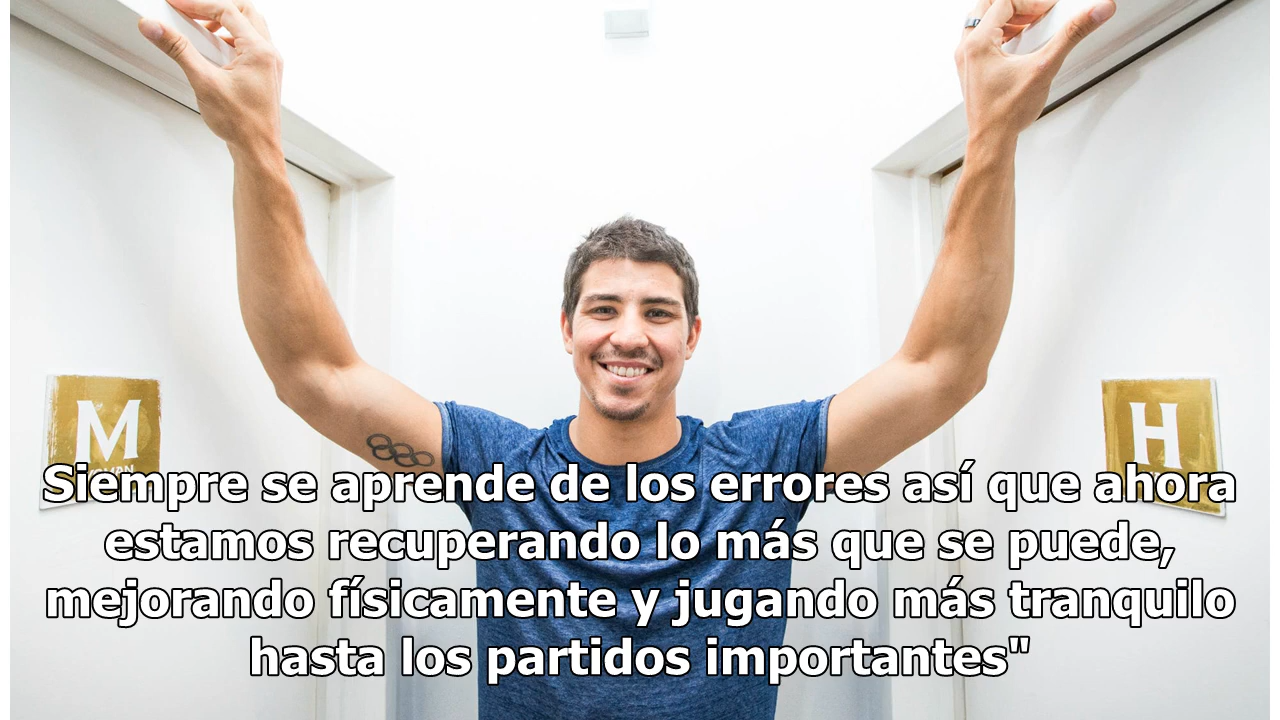 M
H
Siempre se aprende de los errores así que ahora
estamos recuperando lo más que se puede,
mejorando físicamente y jugando más tranquilo
hasta los partidos importantes"